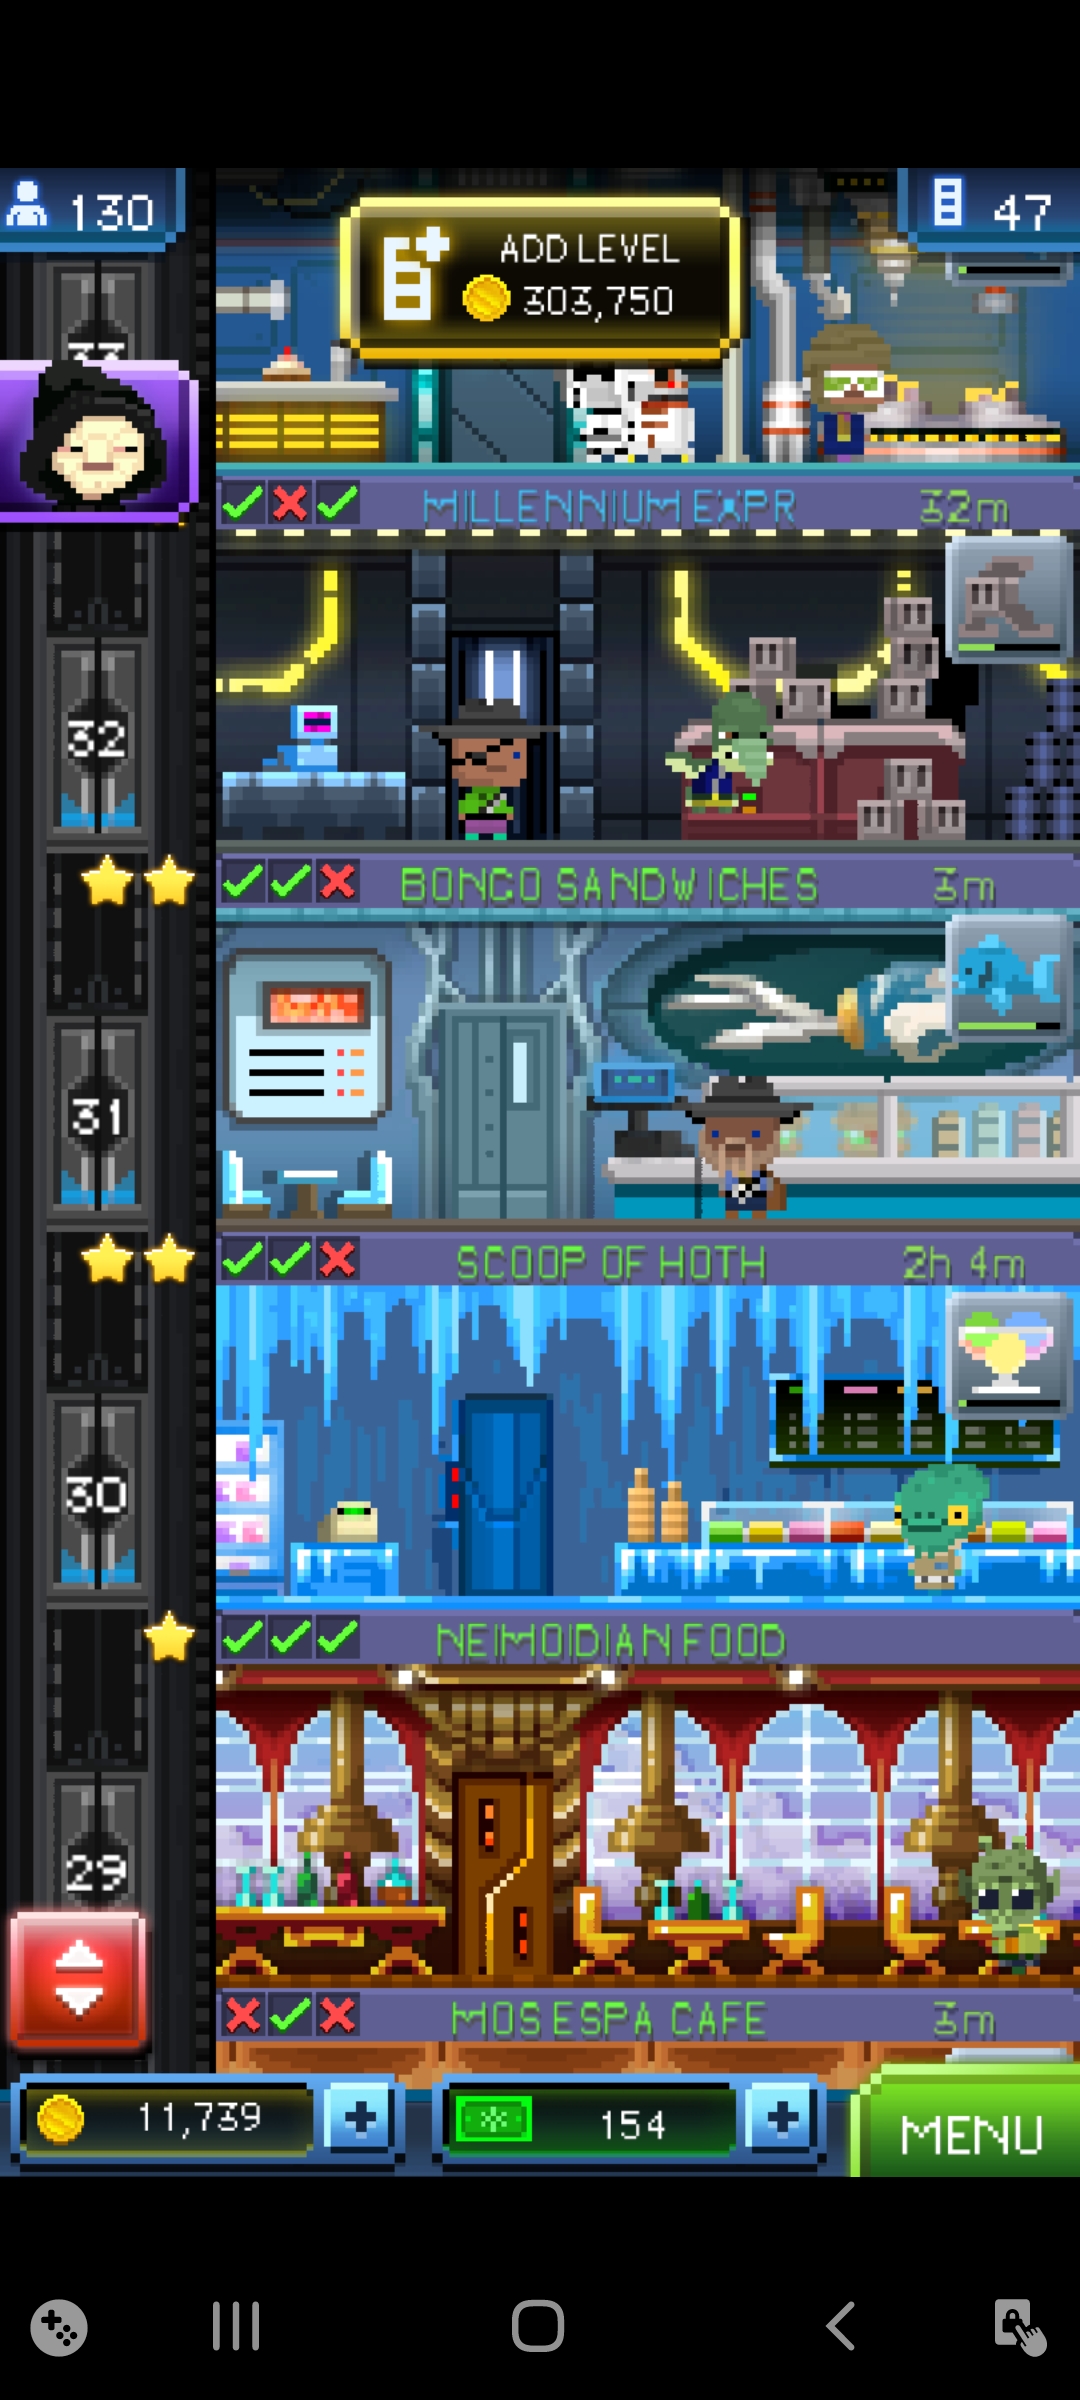 130
ADD LEVEL
303,750
47
33
MILLENNIUM EXPR 32m
32
BONGO SANDWICHES 3m
31
SCOOP OF HOTH 2h 4m
30
NEIMOIDIAN FOOD
29
MOS ESPA CAFE 3m
11,739
154
MENU